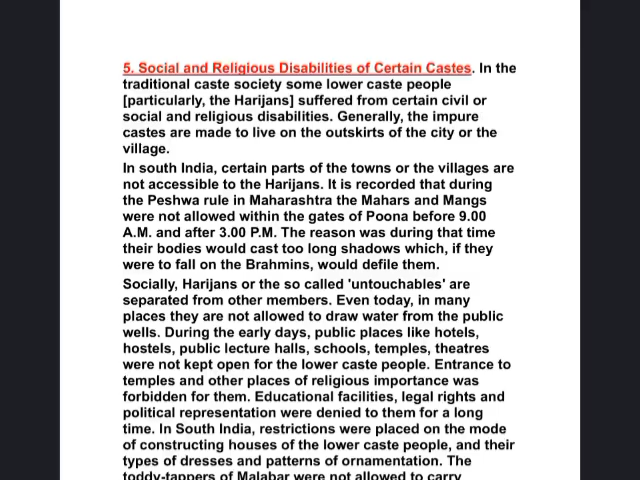 5. Social and Religious Disabilities of Certain Castes. In the
traditional caste society some lower caste people
[particularly, the Harijans] suffered from certain civil or
social and religious disabilities. Generally, the impure
castes are made to live on the outskirts of the city or the
village.
In south India, certain parts of the towns or the villages are
not accessible to the Harijans. It is recorded that during
the Peshwa rule in Maharashtra the Mahars and Mangs
were not allowed within the gates of Poona before 9.00
A.M. and after 3.00 P.M. The reason was during that time
their bodies would cast too long shadows which, if they
were to fall on the Brahmins, would defile them.
Socially, Harijans or the so called 'untouchables' are
separated from other members. Even today, in many
places they are not allowed to draw water from the public
wells. During the early days, public places like hotels,
hostels, public lecture halls, schools, temples, theatres
were not kept open for the lower caste people. Entrance to
temples and other places of religious importance was
forbidden for them. Educational facilities, legal rights and
political representation were denied to them for a long
time. In South India, restrictions were placed on the mode
of constructing houses of the lower caste people, and their
types of dresses and patterns of ornamentation. The
toddy-tappers of Malabar were not allowed to carry